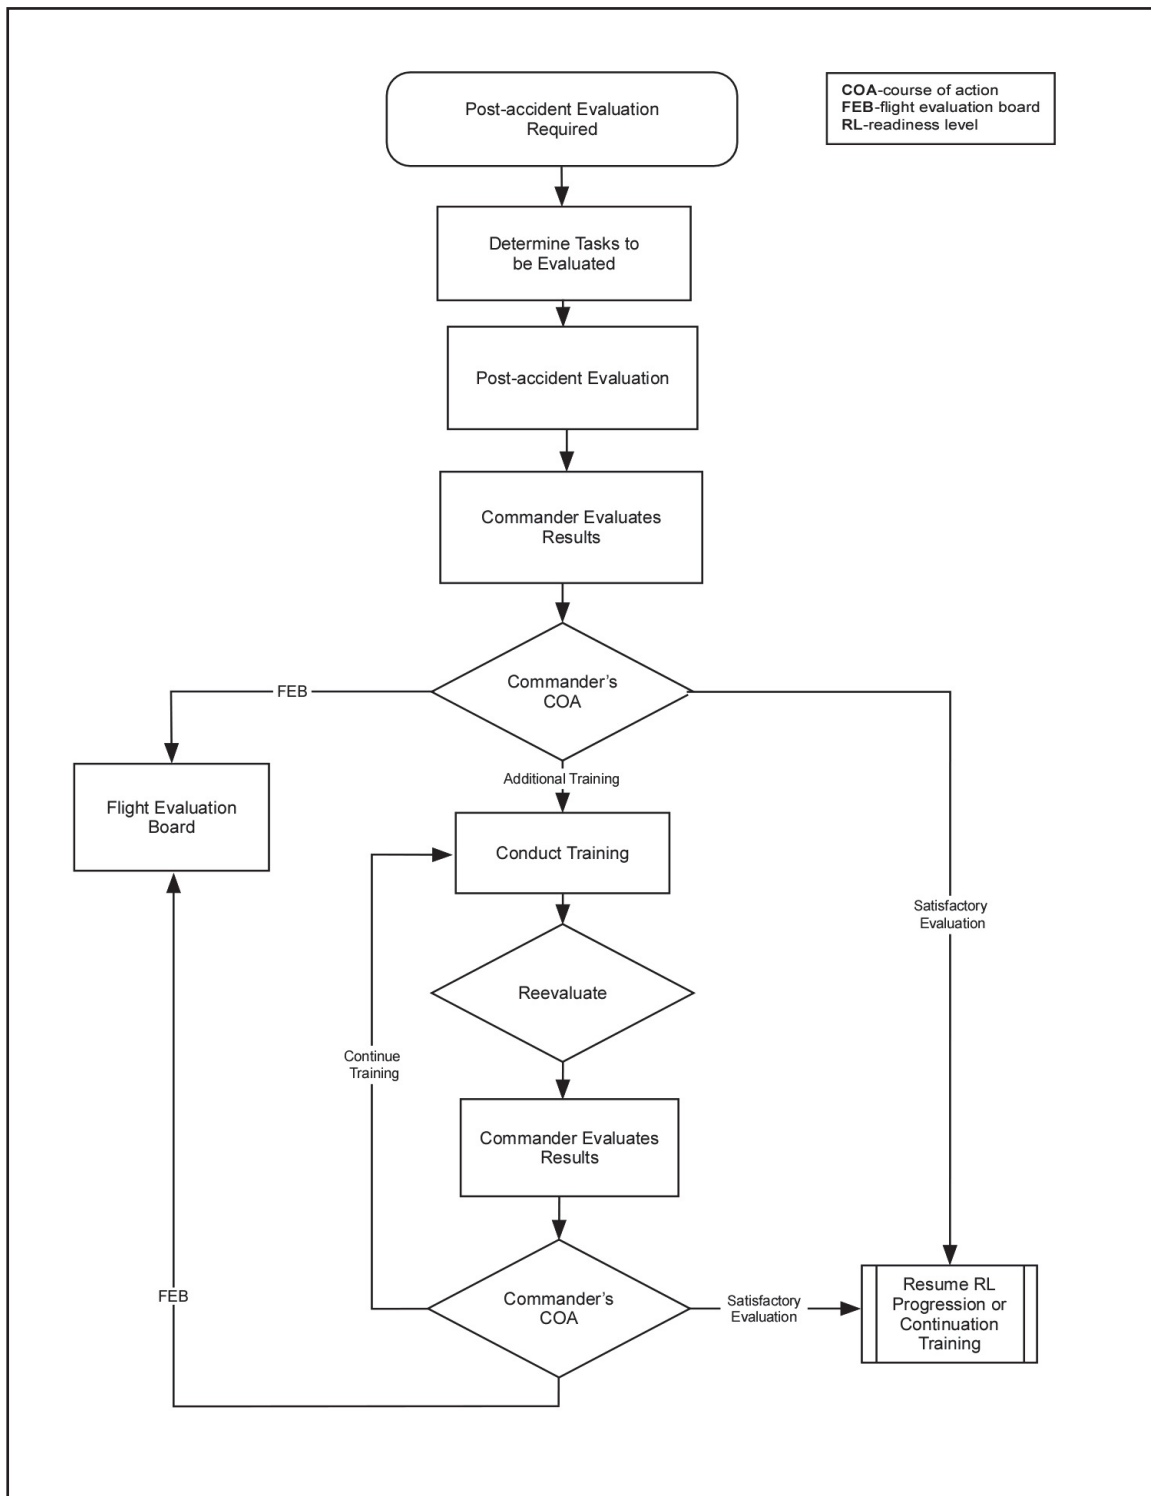 Post-accident Evaluation
Required
COA-course of action
FEB-flight evaluation board
RL-readiness level
Determine Tasks to
be Evaluated
Post-accident Evaluation
Commander Evaluates
Results
Commander’s
COA
FEB
Additional Training
Flight Evaluation
Board
Conduct Training
Satisfactory
Evaluation
Reevaluate
Continue
Training
Commander Evaluates
Results
FEB
Commander’s
COA
Satisfactory
Evaluation
Resume RL
Progression or
Continuation
Training